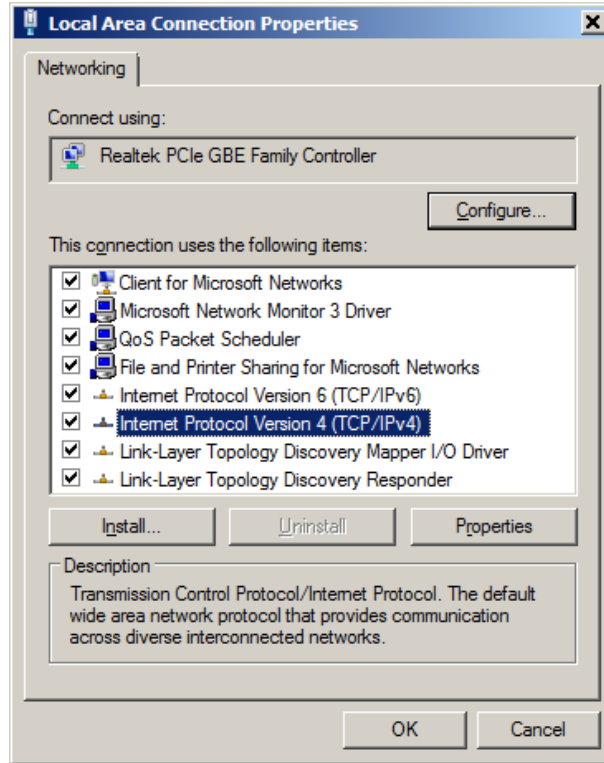 Local Area Connection Properties
Networking
Connect using:
Realtek PCIe GBE Family Controller
Configure...
This connection uses the following items:
Client for Microsoft Networks
Microsoft Network Monitor 3 Driver
QoS Packet Scheduler
File and Printer Sharing for Microsoft Networks
Internet Protocol Version 6 (TCP/IPv6)
Internet Protocol Version 4 (TCP/IPv4)
Link-Layer Topology Discovery Mapper I/O Driver
Link-Layer Topology Discovery Responder
Install...
Uninstall
Properties
Description
Transmission Control Protocol/Internet Protocol. The default
wide area network protocol that provides communication
across diverse interconnected networks.
OK
Cancel